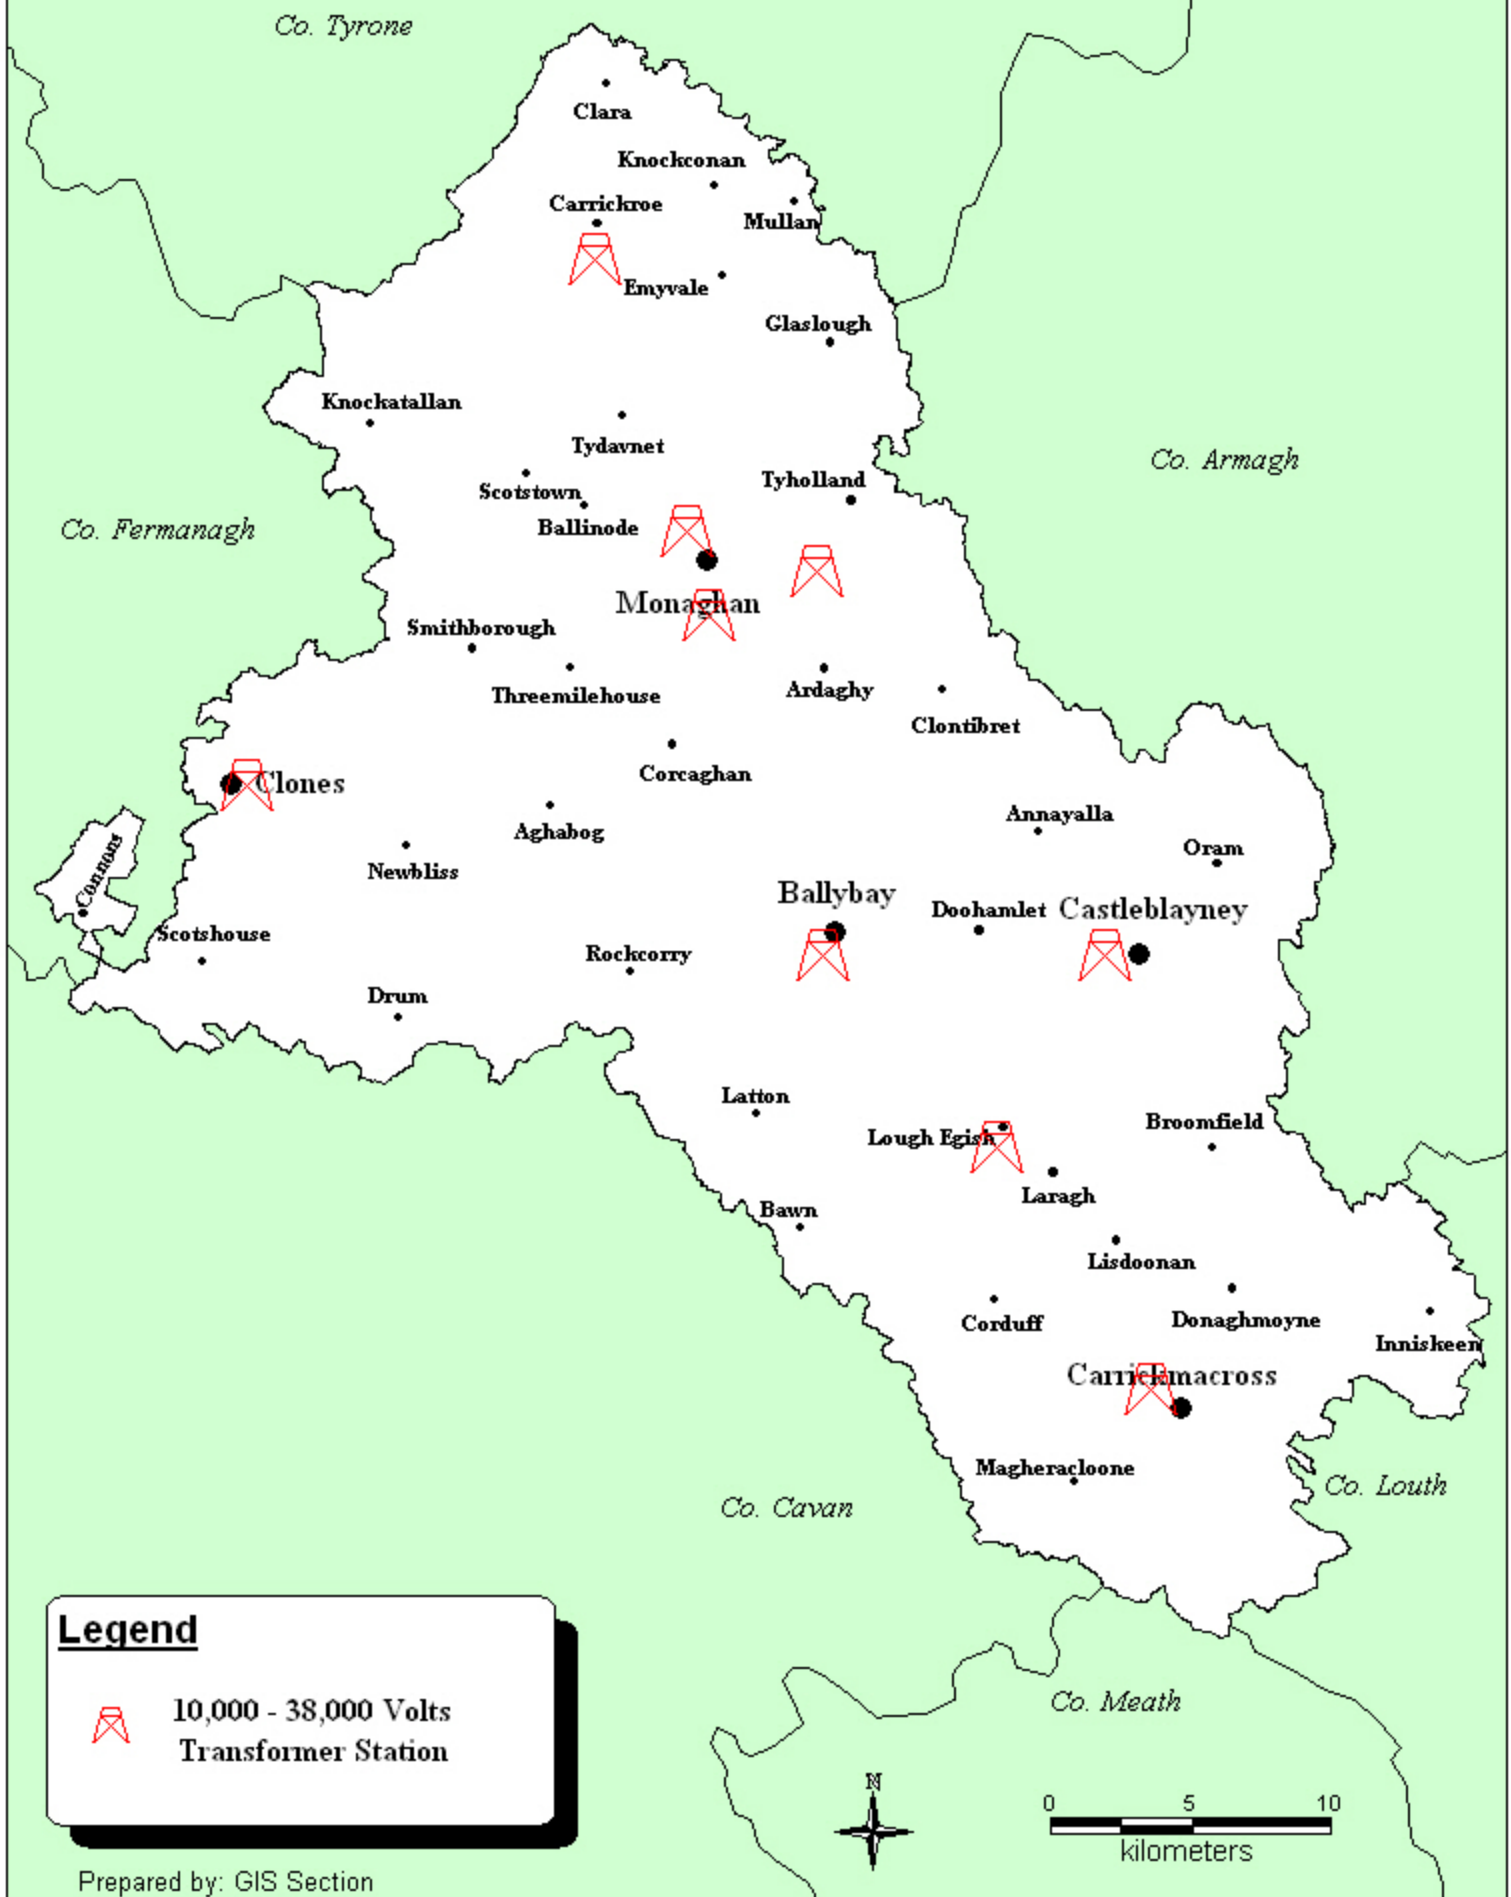 Co. Tyrone
Clara
Knockconan
Carrickroe
Mullan
Emyvale
Glaslough
Knockatallan
Tydavnet
Co. Armagh
Tyholland
Scotstown
Ballinode
Co. Fermanagh
Monaghan
Smithborough
Ardaghy
Threemilehouse
Clontibret
Corcaghan
Clones
Annayalla
Aghabog
Oram
Newbliss
Connons
Ballybay
Doohamlet
Castleblayney
Scotshouse
Rockcorry
Drum
Latton
Broomfield
Lough Egish
Laragh
Bawn
Lisdoonan
Corduff
Donaghmoyne
Inniskeen
Carrickmacross
Magheracloone
Co. Louth
Co. Cavan
Legend
10,000 - 38,000 Volts
Transformer Station
Co. Meath
N
0 5 10
kilometers
Prepared by: GIS Section